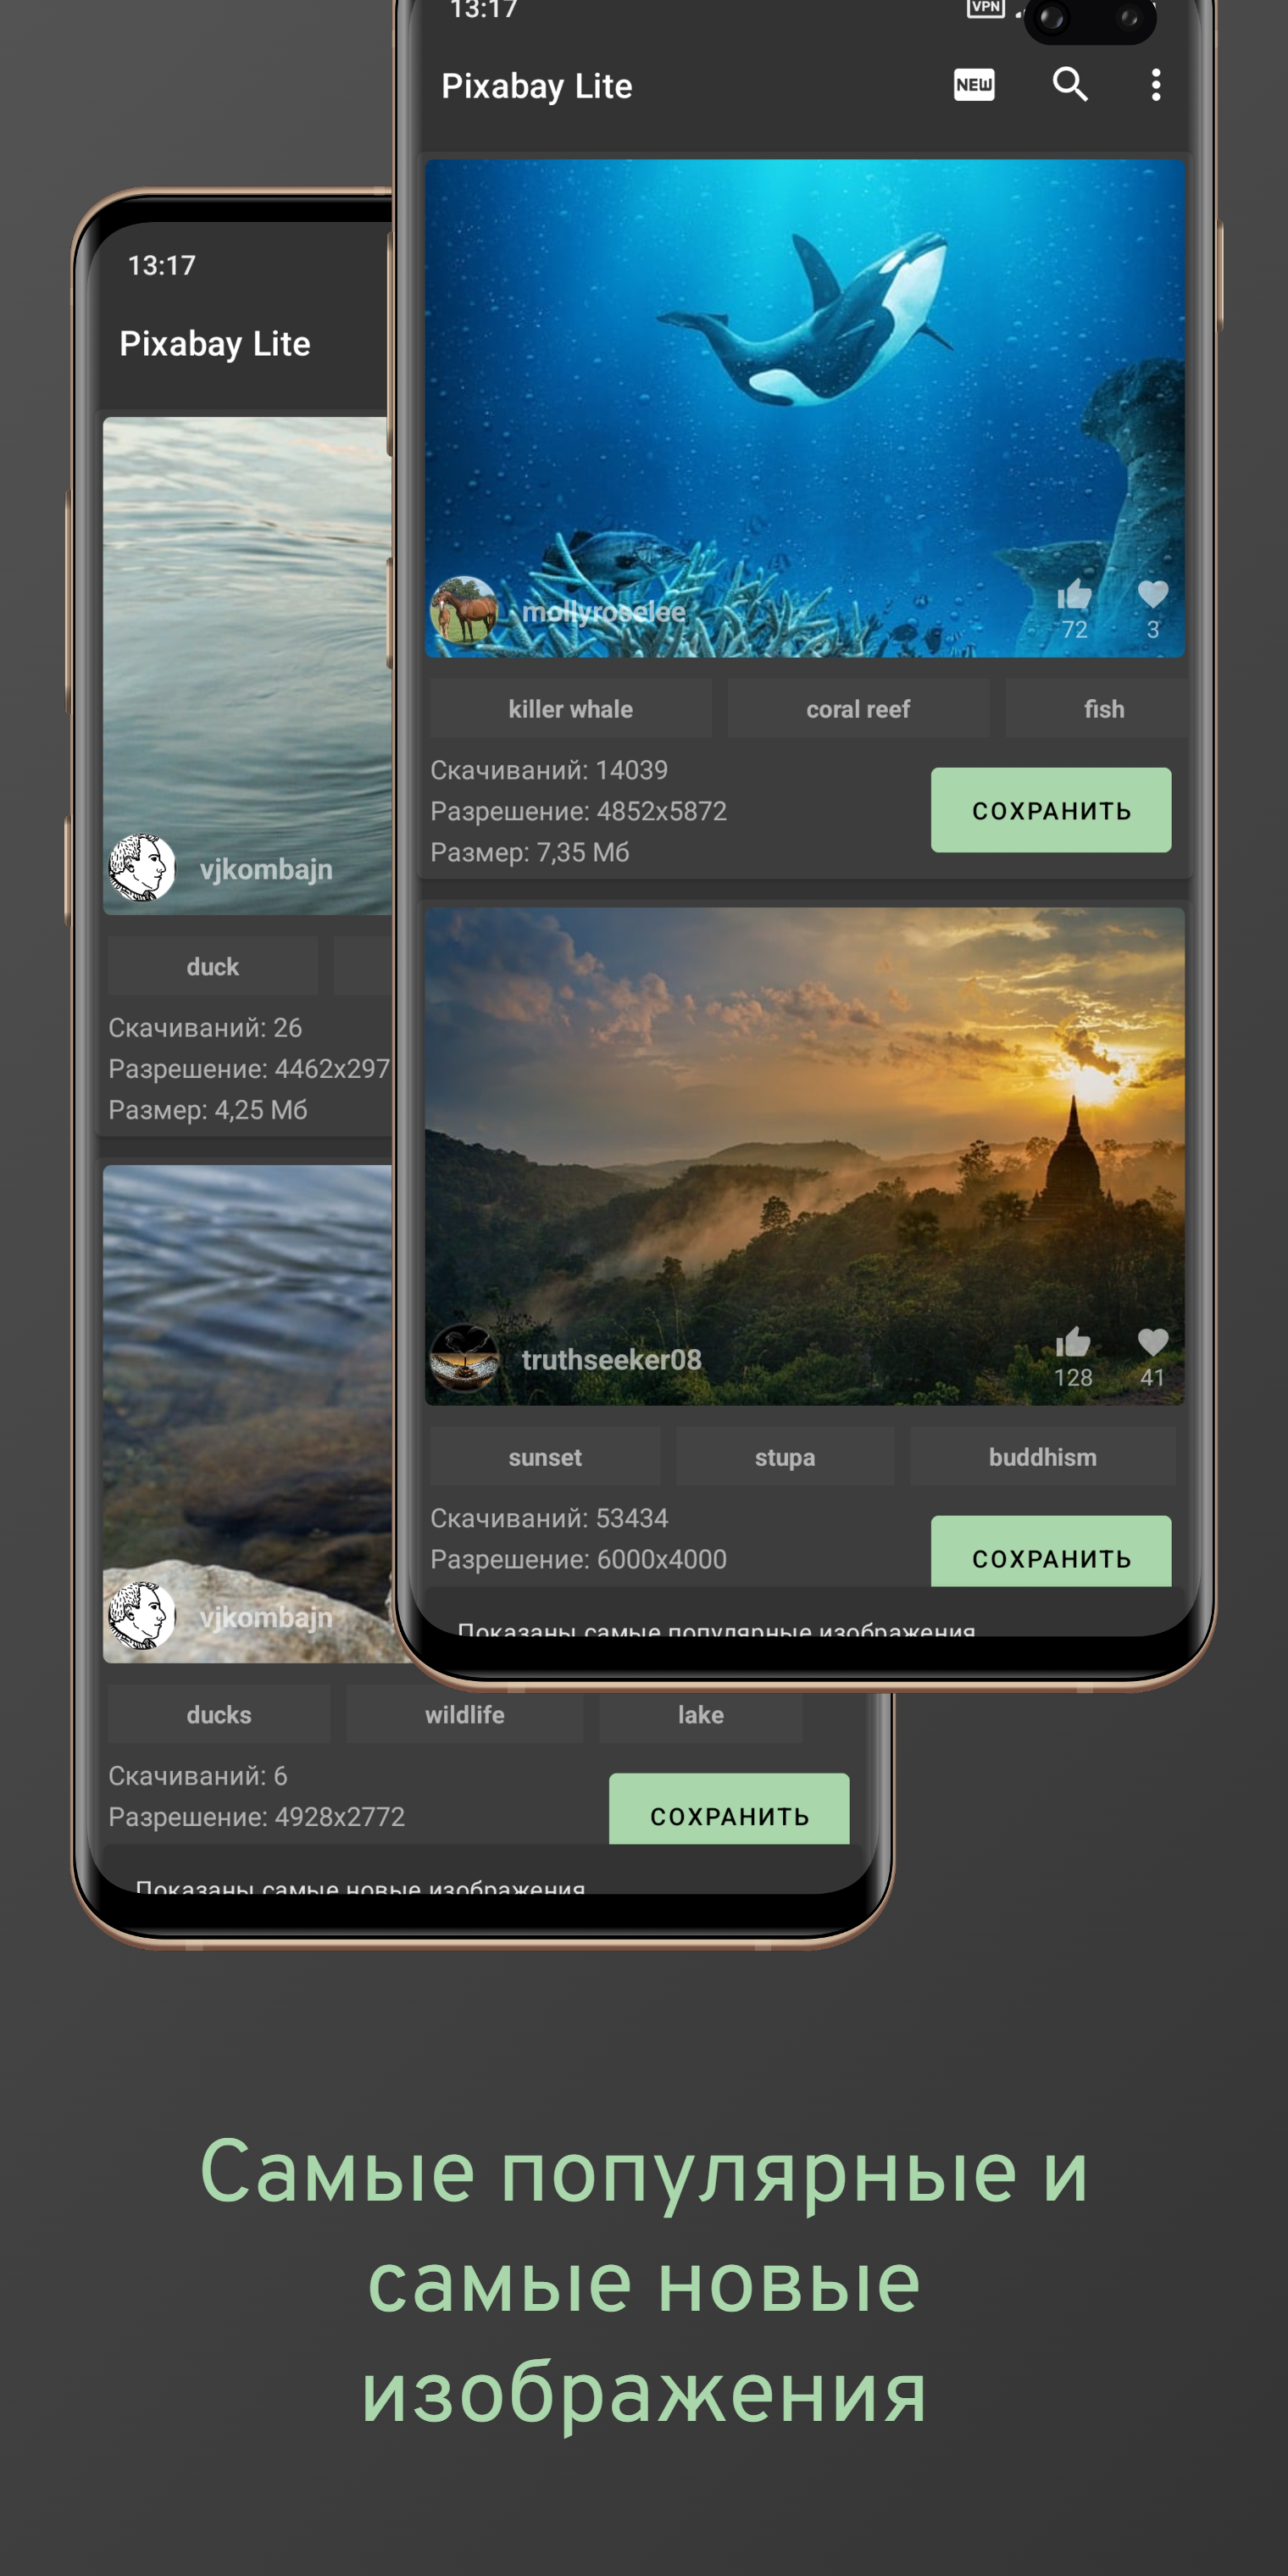 13:17
VPN
Pixabay Lite
NEW
mollyroselee
72
3
killer whale
coral reef
fish
Скачиваний: 14039
Разрешение: 4852x5872
Размер: 7,35 Мб
СОХРАНИТЬ
truthseeker08
128
41
sunset
stupa
buddhism
Скачиваний: 53434
Разрешение: 6000x4000
СОХРАНИТЬ
Показаны самые популярные изображения
13:17
Pixabay Lite
vjkombajn
duck
Скачиваний: 26
Разрешение: 4462x297
Размер: 4,25 Мб
vjkombajn
ducks
wildlife
lake
Скачиваний: 6
Разрешение: 4928x2772
СОХРАНИТЬ
Показаны самые новые изображения
Самые популярные и
самые новые
изображения